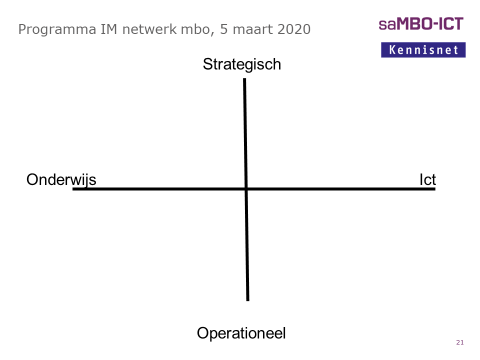 Programma IM netwerk mbo, 5 maart 2020
saMBO-ICT
Kennisnet
Strategisch
Onderwijs
Ict
Operationeel
21